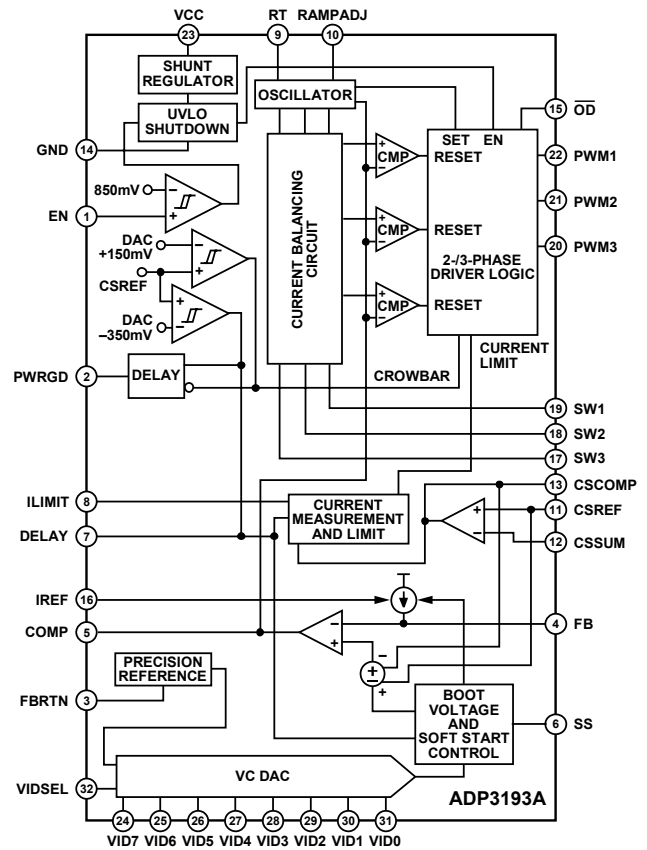 VCC
RT
RAMPADJ
23
9
10
SHUNT
REGULATOR
OSCILLATOR
UVLO
SHUTDOWN
15
OD
SET EN
GND
14
850mV
–
+
EN
1
+
–
CMP
RESET
22
PWM1
21
PWM2
20
PWM3
DAC
+150mV
–
+
CSREF
+
–
DAC
–350mV
CURRENT BALANCING
CIRCUIT
+
–
CMP
RESET
2-/3-PHASE
DRIVER LOGIC
+
–
CMP
RESET
CURRENT
LIMIT
PWRGD
2
DELAY
CROWBAR
19
SW1
18
SW2
17
SW3
13
CSCOMP
ILIMIT
8
CURRENT
MEASUREMENT
AND LIMIT
+
–
11
CSREF
DELAY
7
12
CSSUM
IREF
16
COMP
5
–
+
4
FB
–
+
–
+
PRECISION
REFERENCE
FBRTN
3
BOOT
VOLTAGE
AND
SOFT START
CONTROL
6
SS
VIDSEL
32
VC DAC
ADP3193A
24
25
26
27
28
29
30
31
VID7
VID6
VID5
VID4
VID3
VID2
VID1
VID0